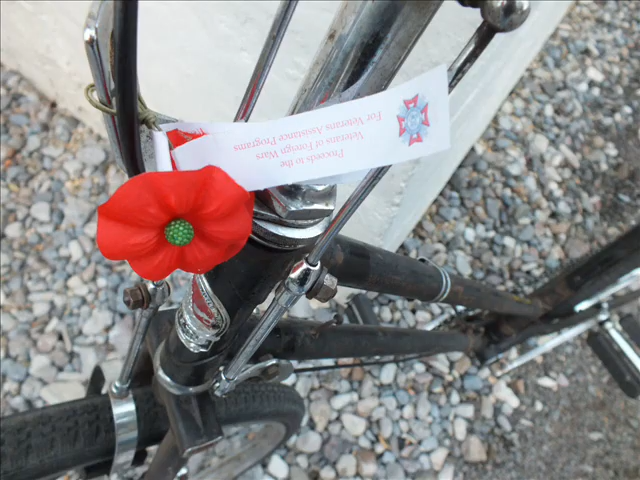 Proceeds to the
Veterans of Foreign Wars
For Veterans Assistance Programs